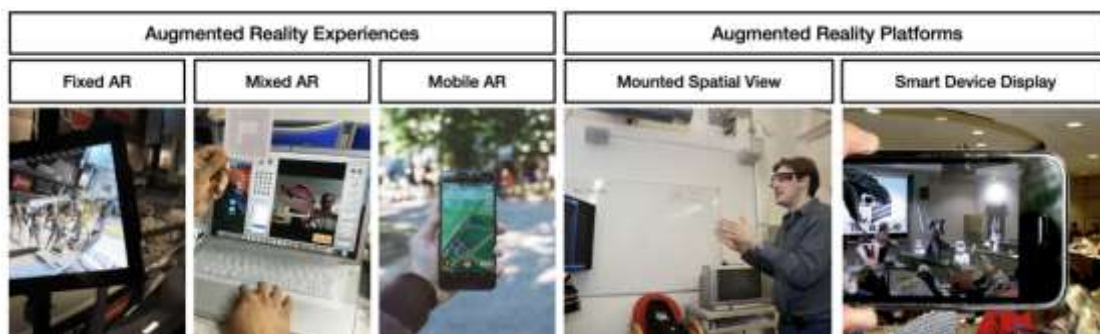 Augmented Reality Experiences
Augmented Reality Platforms
Fixed AR
Mixed AR
Mobile AR
Mounted Spatial View
Smart Device Display